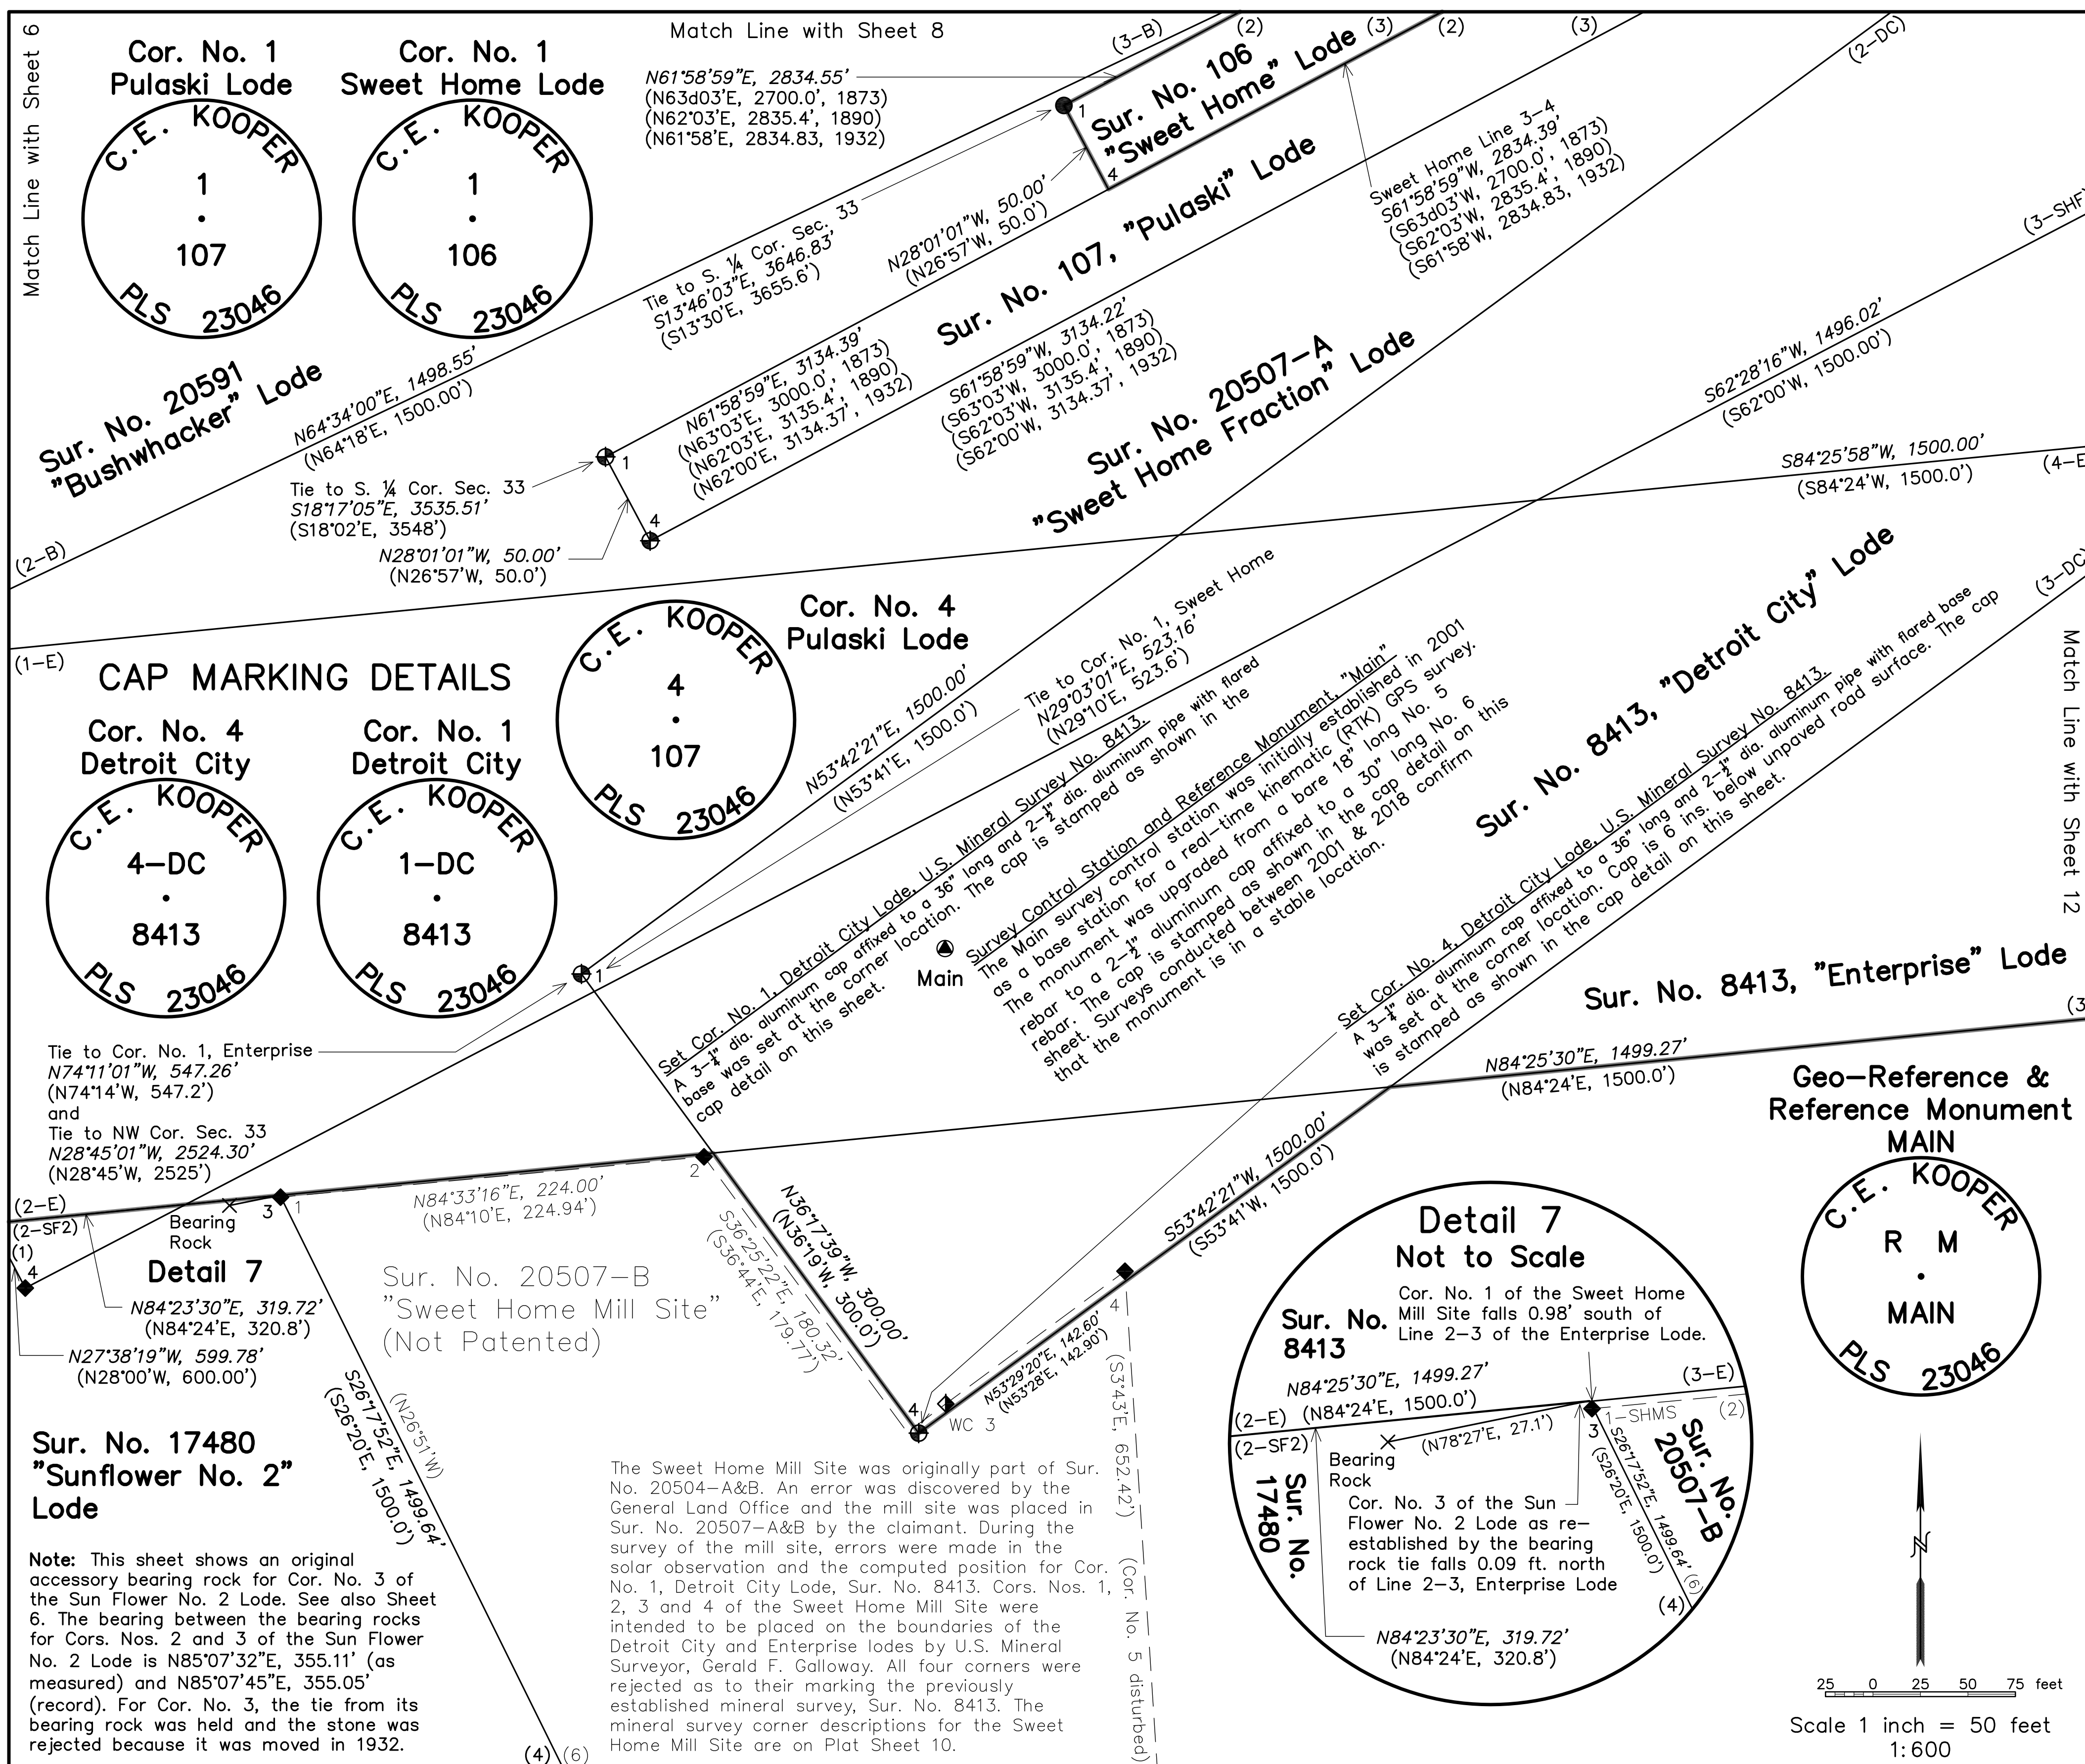 Match Line with Sheet 6
Match Line with Sheet 8
Cor. No. 1
Pulaski Lode
C.E. KOOPER
1
107
PLS 23046
Cor. No. 1
Sweet Home Lode
C.E. KOOPER
1
106
PLS 23046
N61°58'59"E, 2834.55'
(N63d03'E, 2700.0', 1873)
(N62°03'E, 2835.4', 1890)
(N61°58'E, 2834.83, 1932)
(3-B)
(2)
(3)
(2)
(3)
(2-DC)
1
4
Sur. No. 106
"Sweet Home" Lode
Sweet Home Line 3-4
S61°58'59"W, 2834.39'
(S63d03'W, 2700.0', 1873)
(S62°03'W, 2835.4', 1890)
(S61°58'W, 2834.83, 1932)
(3-SHF)
Tie to S. ¼ Cor. Sec. 33
S13°46'03"E, 3646.83'
(S13°30'E, 3655.6')
N28°01'01"W, 50.00'
(N26°57'W, 50.0')
Sur. No. 107, "Pulaski" Lode
Sur. No. 20591
"Bushwhacker" Lode
N64°34'00"E, 1498.55'
(N64°18'E, 1500.00')
N61°58'59"E, 3134.39'
(N63°03'E, 3000.0', 1873)
(N62°03'E, 3135.4', 1890)
(N62°00'E, 3134.37', 1932)
S61°58'59"W, 3134.22'
(S63°03'W, 3000.0', 1873)
(S62°03'W, 3135.4', 1890)
(S62°00'W, 3134.37', 1932)
Sur. No. 20507-A
"Sweet Home Fraction" Lode
S62°28'16"W, 1496.02'
(S62°00'W, 1500.00')
S84°25'58"W, 1500.00'
(S84°24'W, 1500.0')
(4-E
Tie to S. ¼ Cor. Sec. 33
S18°17'05"E, 3535.51'
(S18°02'E, 3548')
1
4
N28°01'01"W, 50.00'
(N26°57'W, 50.0')
(2-B)
(1-E)
CAP MARKING DETAILS
Cor. No. 4
Pulaski Lode
C.E. KOOPER
4
107
PLS 23046
Cor. No. 4
Detroit City
C.E. KOOPER
4-DC
8413
PLS 23046
Cor. No. 1
Detroit City
C.E. KOOPER
1-DC
8413
PLS 23046
N53°42'21"E, 1500.00'
(N53°41'E, 1500.0')
Tie to Cor. No. 1, Sweet Home
N29°03'01"E, 523.16'
(N29°10'E, 523.6')
Set Cor. No. 1, Detroit City Lode, U.S. Mineral Survey No. 8413.
A 3-¼" dia. aluminum cap affixed to a 36" long and 2-½" dia. aluminum pipe with flared
base was set at the corner location. The cap is stamped as shown in the
cap detail on this sheet.
Main
Survey Control Station and Reference Monument, "Main"
The Main survey control station was initially established in 2001
as a base station for a real-time kinematic (RTK) GPS survey.
The monument was upgraded from a bare 18" long No. 5
rebar to a 2-½" aluminum cap affixed to a 30" long No. 6
rebar. The cap is stamped as shown in the cap detail on this
sheet. Surveys conducted between 2001 & 2018 confirm
that the monument is in a stable location.
Sur. No. 8413, "Detroit City" Lode
(3-DC)
Match Line with Sheet 12
Set Cor. No. 4, Detroit City Lode, U.S. Mineral Survey No. 8413.
A 3-¼" dia. aluminum cap affixed to a 36" long and 2-½" dia. aluminum pipe with flared base
was set at the corner location. Cap is 6 ins. below unpaved road surface. The cap
is stamped as shown in the cap detail on this sheet.
Sur. No. 8413, "Enterprise" Lode
(3
N84°25'30"E, 1499.27'
(N84°24'E, 1500.0')
1
Tie to Cor. No. 1, Enterprise
N74°11'01"W, 547.26'
(N74°14'W, 547.2')
and
Tie to NW Cor. Sec. 33
N28°45'01"W, 2524.30'
(N28°45'W, 2525')
(2-E)
(2-SF2)
(1)
4
Bearing
Rock
3
1
2
N84°33'16"E, 224.00'
(N84°10'E, 224.94')
Detail 7
N84°23'30"E, 319.72'
(N84°24'E, 320.8')
N27°38'19"W, 599.78'
(N28°00'W, 600.00')
Sur. No. 20507-B
"Sweet Home Mill Site"
(Not Patented)
N36°17'39"W, 300.00'
(N36°19'W, 300.0')
S36°25'22"E, 180.32'
(S36°44'E, 179.77')
S53°42'21"W, 1500.00'
(S53°41'W, 1500.0')
4
WC 3
4
N53°29'20"E, 142.60'
(N53°28'E, 142.90')
(S3°43'E, 652.42')
(Cor. No. 5 disturbed)
(N26°51'W)
S26°17'52"E, 1499.64'
(S26°20'E, 1500.0')
(4)
(6)
Sur. No. 17480
"Sunflower No. 2"
Lode
Note: This sheet shows an original
accessory bearing rock for Cor. No. 3 of
the Sun Flower No. 2 Lode. See also Sheet
6. The bearing between the bearing rocks
for Cors. Nos. 2 and 3 of the Sun Flower
No. 2 Lode is N85°07'32"E, 355.11' (as
measured) and N85°07'45"E, 355.05'
(record). For Cor. No. 3, the tie from its
bearing rock was held and the stone was
rejected because it was moved in 1932.
The Sweet Home Mill Site was originally part of Sur.
No. 20504-A&B. An error was discovered by the
General Land Office and the mill site was placed in
Sur. No. 20507-A&B by the claimant. During the
survey of the mill site, errors were made in the
solar observation and the computed position for Cor.
No. 1, Detroit City Lode, Sur. No. 8413. Cors. Nos. 1,
2, 3 and 4 of the Sweet Home Mill Site were
intended to be placed on the boundaries of the
Detroit City and Enterprise lodes by U.S. Mineral
Surveyor, Gerald F. Galloway. All four corners were
rejected as to their marking the previously
established mineral survey, Sur. No. 8413. The
mineral survey corner descriptions for the Sweet
Home Mill Site are on Plat Sheet 10.
Detail 7
Not to Scale
Cor. No. 1 of the Sweet Home
Mill Site falls 0.98' south of
Line 2-3 of the Enterprise Lode.
Sur. No.
8413
N84°25'30"E, 1499.27'
(N84°24'E, 1500.0')
(3-E)
(2-E)
(2-SF2)
(N78°27'E, 27.1')
1-SHMS
(2)
3
Bearing
Rock
Sur. No.
17480
Sur. No.
20507-B
S26°17'52"E, 1499.64'
(S26°20'E, 1500.0')
(6)
(4)
Cor. No. 3 of the Sun
Flower No. 2 Lode as re-
established by the bearing
rock tie falls 0.09 ft. north
of Line 2-3, Enterprise Lode
N84°23'30"E, 319.72'
(N84°24'E, 320.8')
Geo-Reference &
Reference Monument
MAIN
C.E. KOOPER
R M
MAIN
PLS 23046
N
25 0 25 50 75 feet
Scale 1 inch = 50 feet
1:600